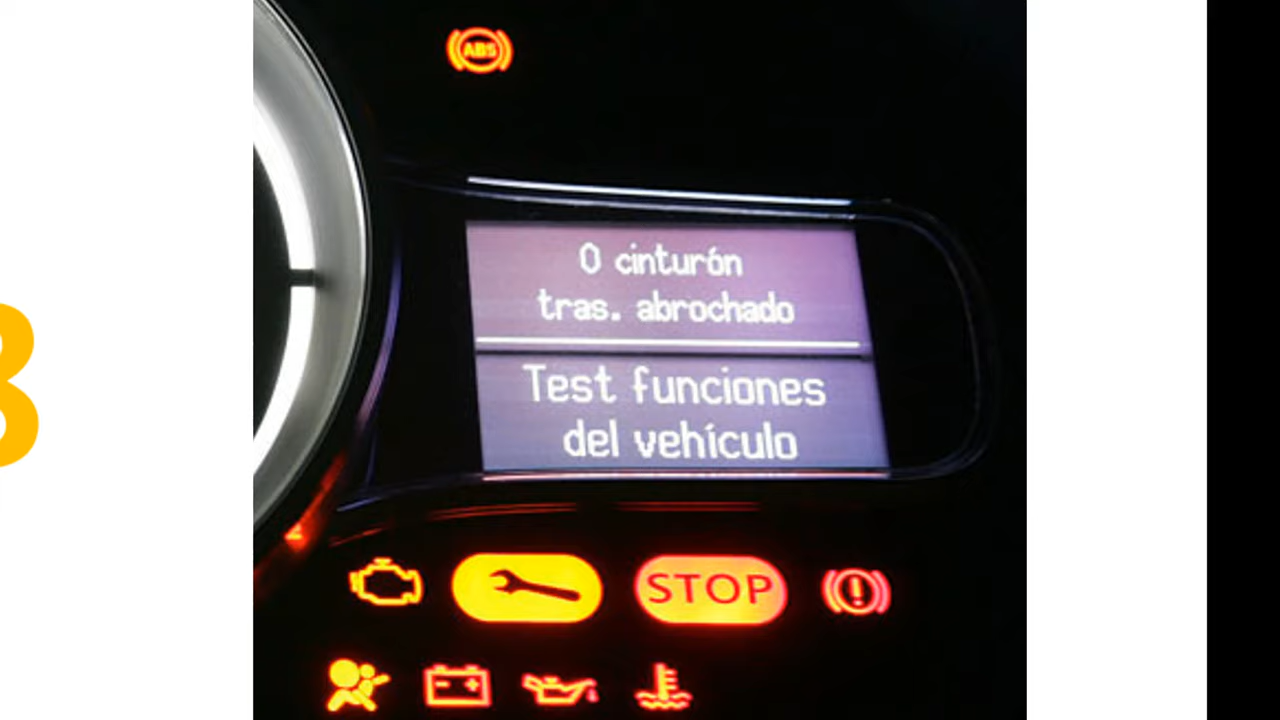 ABS
0 cinturón
tras. abrochado
Test funciones
del vehículo
STOP